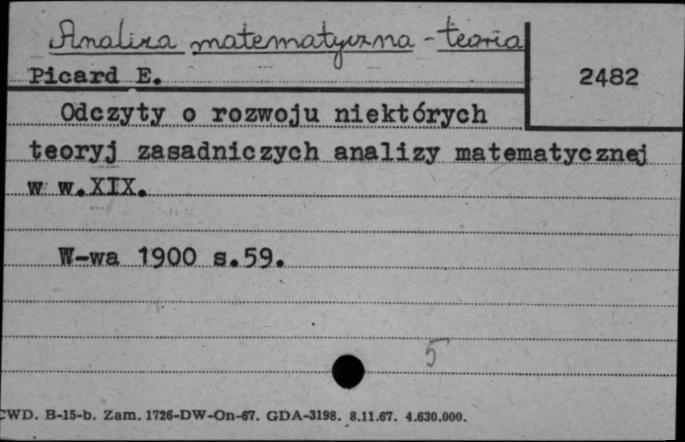 Analiza matematyczna - teoria
Picard E.
2482
Odczyty o rozwoju niektórych
teoryj zasadniczych analizy matematycznej
w w.XIX.
W-wa 1900 s.59.
5
CWD. B-15-b. Zam. 1726-DW-On-67. GDA-3198. 8.11.67. 4.630.000.